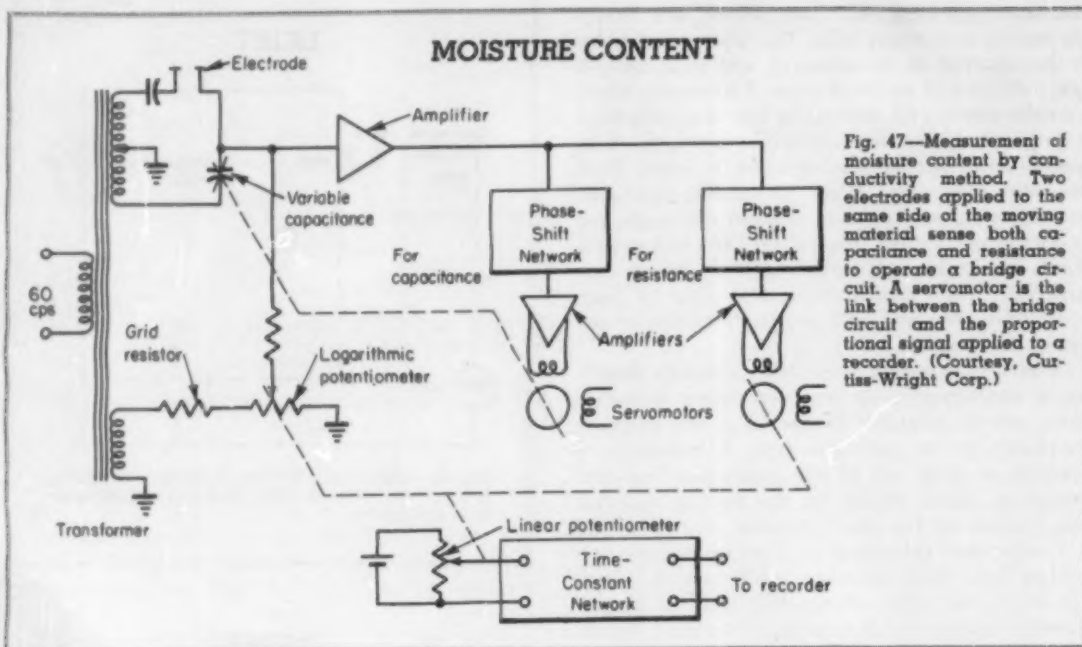 MOISTURE CONTENT
Electrode
Amplifier
Variable
capacitance
Phase-
Shift
Network
Phase-
Shift
Network
For
capacitance
For
resistance
60
cps
Grid
resistor
Logarithmic
potentiometer
Amplifiers
Servomotors
Transformer
Linear potentiometer
Time-
Constant
Network
To recorder
Fig. 47—Measurement of
moisture content by con-
ductivity method. Two
electrodes applied to the
same side of the moving
material sense both ca-
pacitance and resistance
to operate a bridge cir-
cuit. A servomotor is the
link between the bridge
circuit and the propor-
tional signal applied to a
recorder. (Courtesy, Cur-
tiss-Wright Corp.)